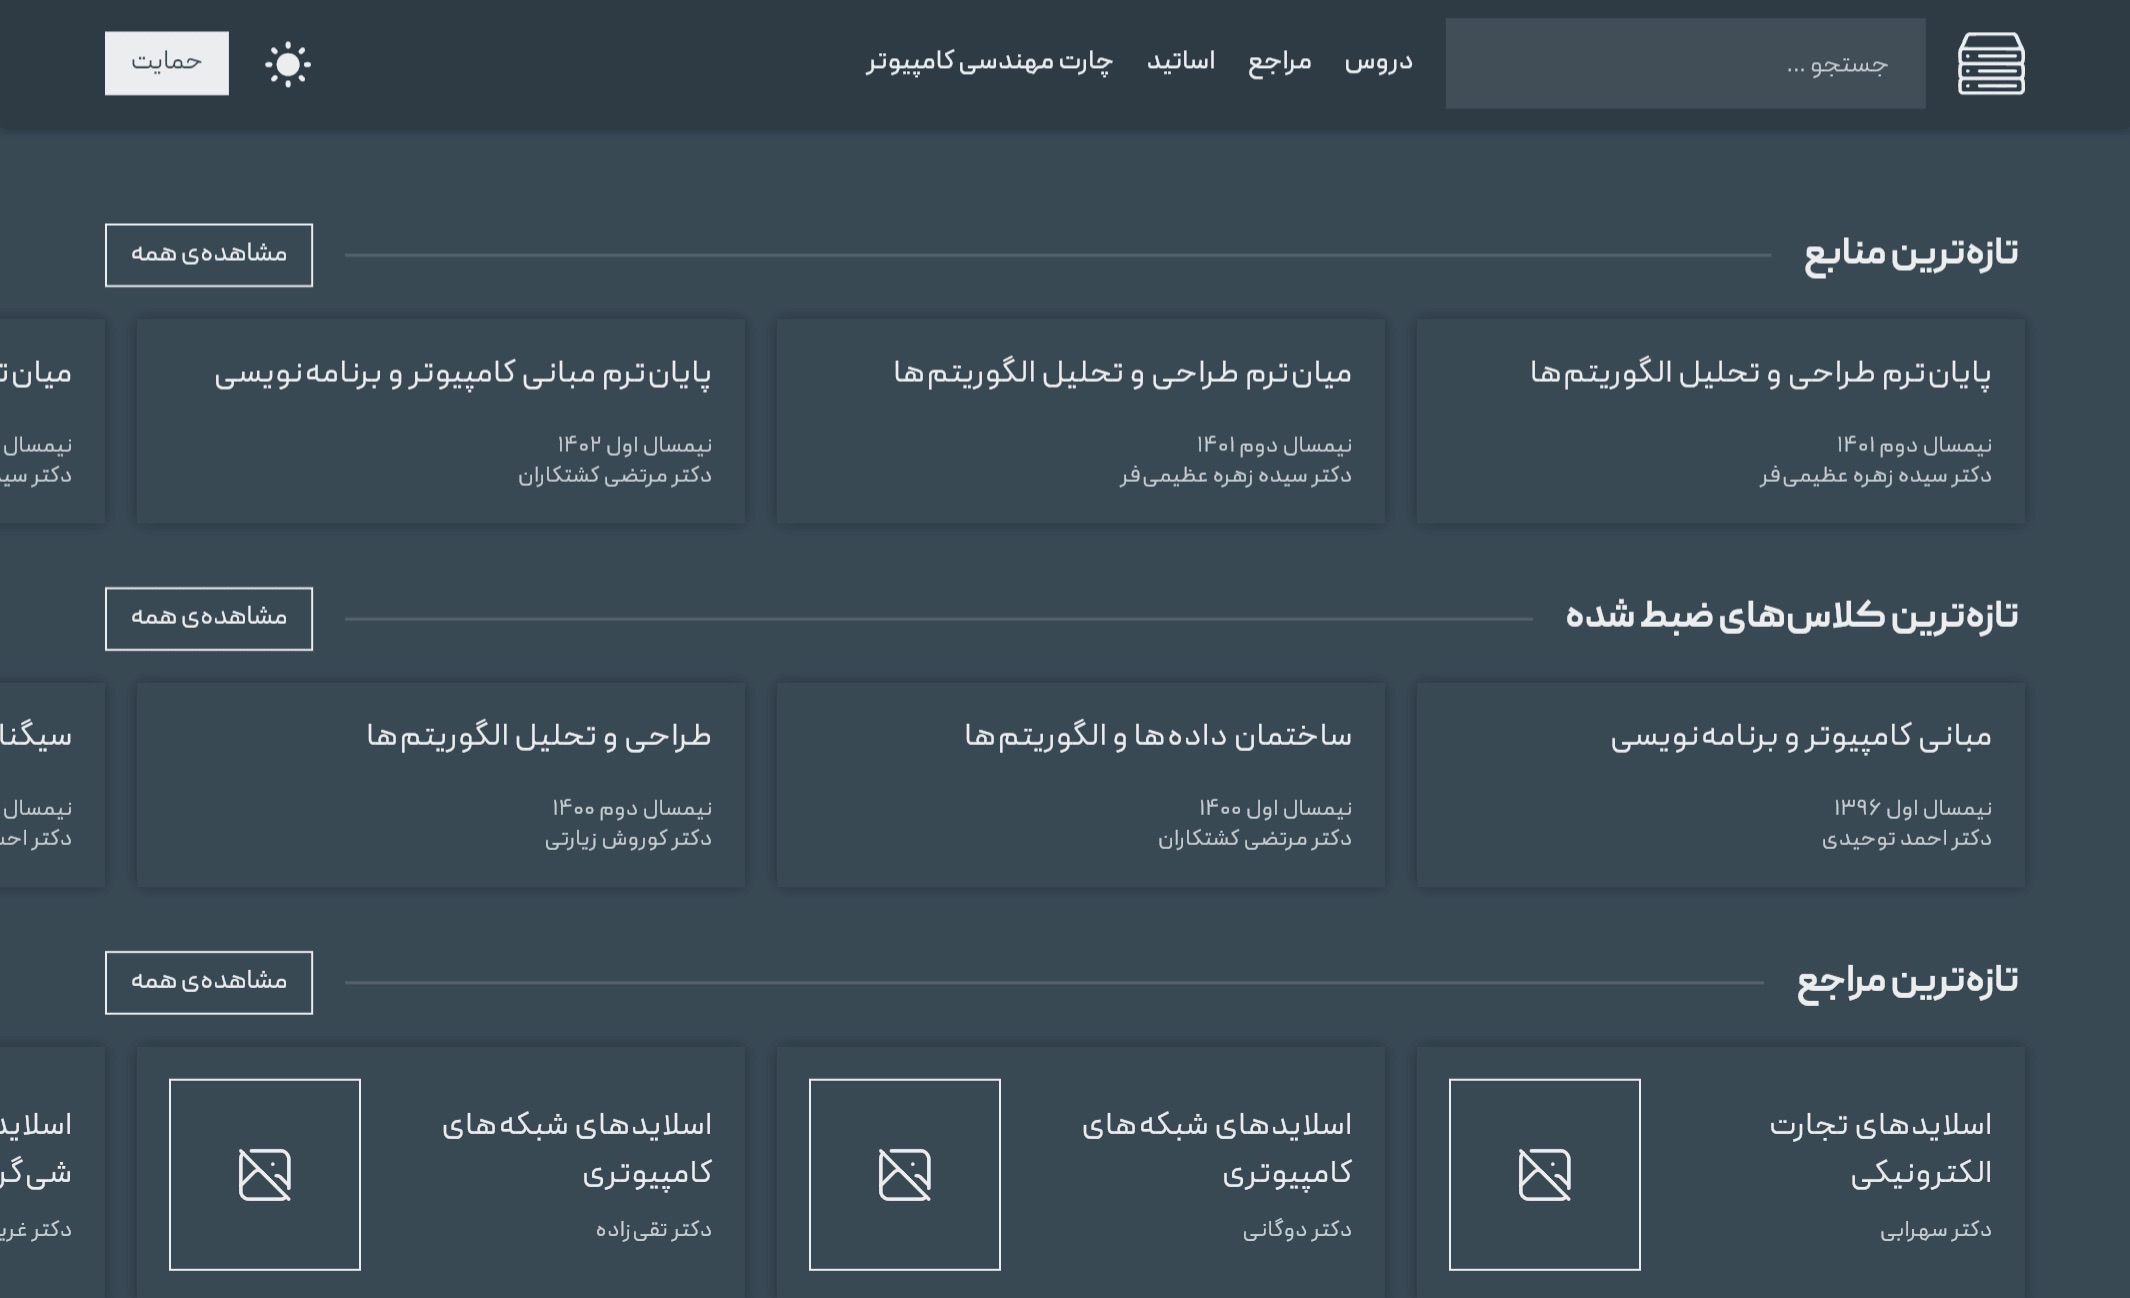 جستجو ...
دروس
مراجع
اساتید
چارت مهندسی کامپیوتر
حمایت
تازه‌ترین منابع
مشاهده‌ی همه
پایان‌ترم طراحی و تحلیل الگوریتم‌ها
نیمسال دوم ۱۴۰۱
دکتر سیده زهره عظیمی‌فر
میان‌ترم طراحی و تحلیل الگوریتم‌ها
نیمسال دوم ۱۴۰۱
دکتر سیده زهره عظیمی‌فر
پایان‌ترم مبانی کامپیوتر و برنامه‌نویسی
نیمسال اول ۱۴۰۲
دکتر مرتضی کشتکاران
نیمسال
دکتر
تازه‌ترین کلاس‌های ضبط شده
مشاهده‌ی همه
مبانی کامپیوتر و برنامه‌نویسی
نیمسال اول ۱۳۹۶
دکتر احمد توحیدی
ساختمان داده‌ها و الگوریتم‌ها
نیمسال اول ۱۴۰۰
دکتر مرتضی کشتکاران
طراحی و تحلیل الگوریتم‌ها
نیمسال دوم ۱۴۰۰
دکتر کوروش زیارتی
نیمسال
دکتر
تازه‌ترین مراجع
مشاهده‌ی همه
اسلایدهای تجارت
الکترونیکی
دکتر سهرابی
اسلایدهای شبکه‌های
کامپیوتری
دکتر دوگانی
اسلایدهای شبکه‌های
کامپیوتری
دکتر تقی‌زاده
دکتر